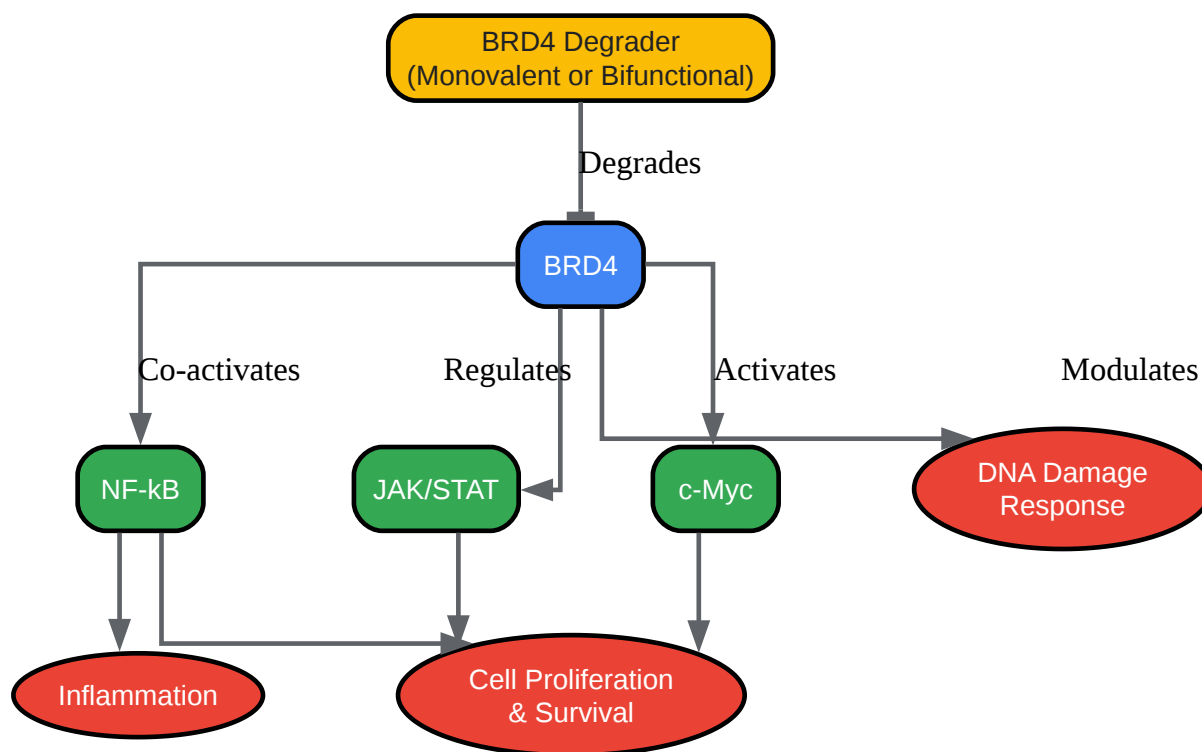 BRD4 Degrader
(Monovalent or Bifunctional)
Degrades
BRD4
Co-activates
Regulates
Activates
Modulates
NF-kB
JAK/STAT
c-Myc
DNA Damage
Response
Inflammation
Cell Proliferation
& Survival